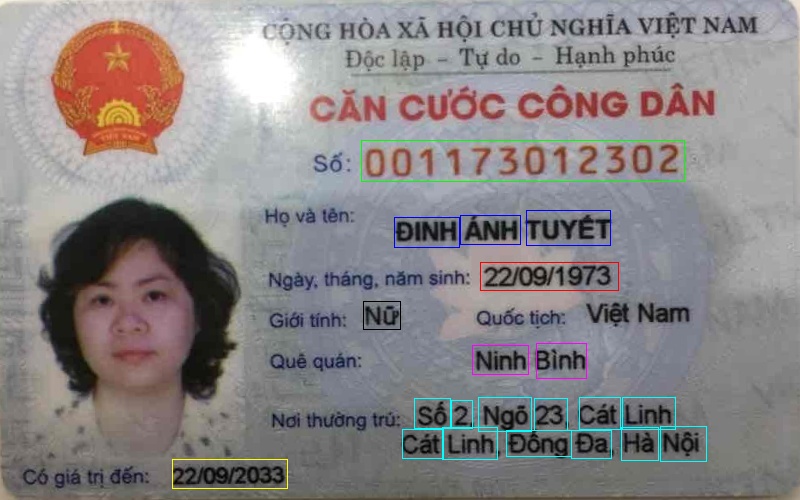 CỘNG HÒA XÃ HỘI CHỦ NGHĨA VIỆT NAM
Độc lập – Tự do – Hạnh phúc
CĂN CƯỚC CÔNG DÂN
Số: 001173012302
Họ và tên: ĐINH ÁNH TUYẾT
Ngày, tháng, năm sinh: 22/09/1973
Giới tính: Nữ Quốc tịch: Việt Nam
Quê quán: Ninh Bình
Nơi thường trú: Số 2, Ngõ 23, Cát Linh
Cát Linh, Đống Đa, Hà Nội
Có giá trị đến: 22/09/2033